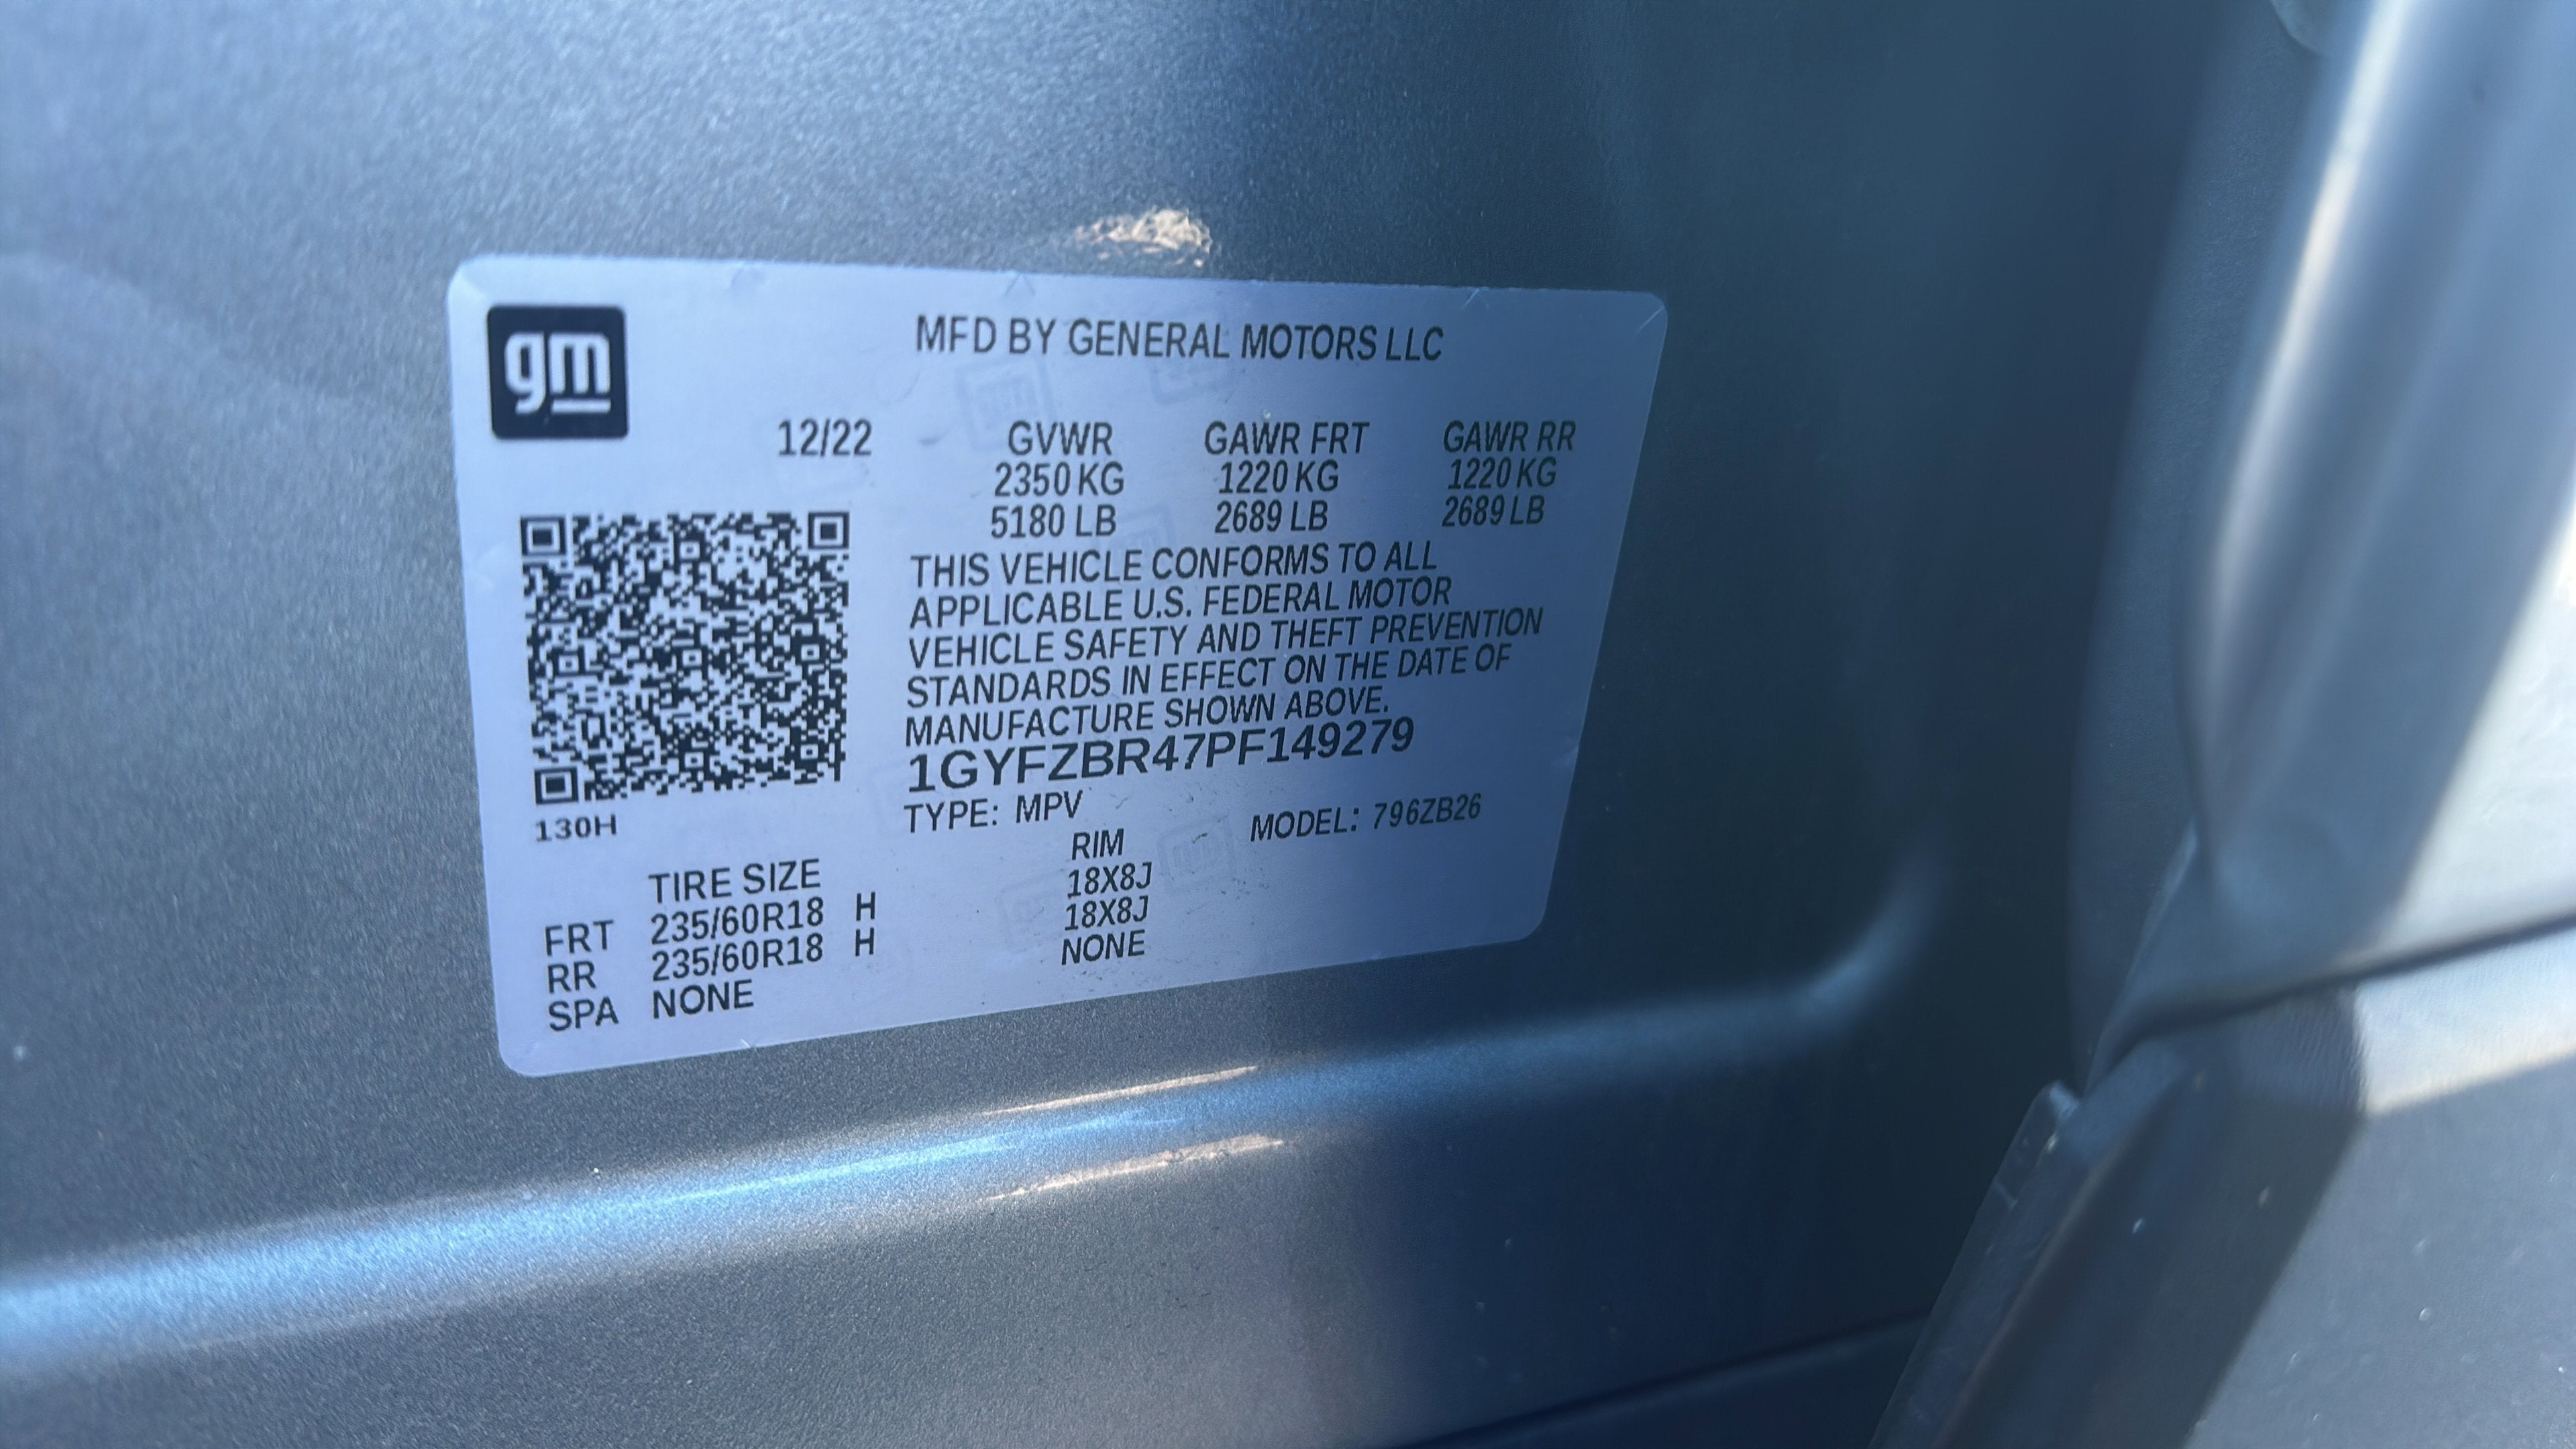 gm
MFD BY GENERAL MOTORS LLC
12/22 GVWR GAWR FRT GAWR RR
2350 KG 1220 KG 1220 KG
5180 LB 2689 LB 2689 LB
THIS VEHICLE CONFORMS TO ALL
APPLICABLE U.S. FEDERAL MOTOR
VEHICLE SAFETY AND THEFT PREVENTION
STANDARDS IN EFFECT ON THE DATE OF
MANUFACTURE SHOWN ABOVE.
1GYFZBR47PF149279
TYPE: MPV MODEL: 796ZB26
130H
TIRE SIZE RIM
FRT 235/60R18 H 18X8J
RR 235/60R18 H 18X8J
SPA NONE NONE